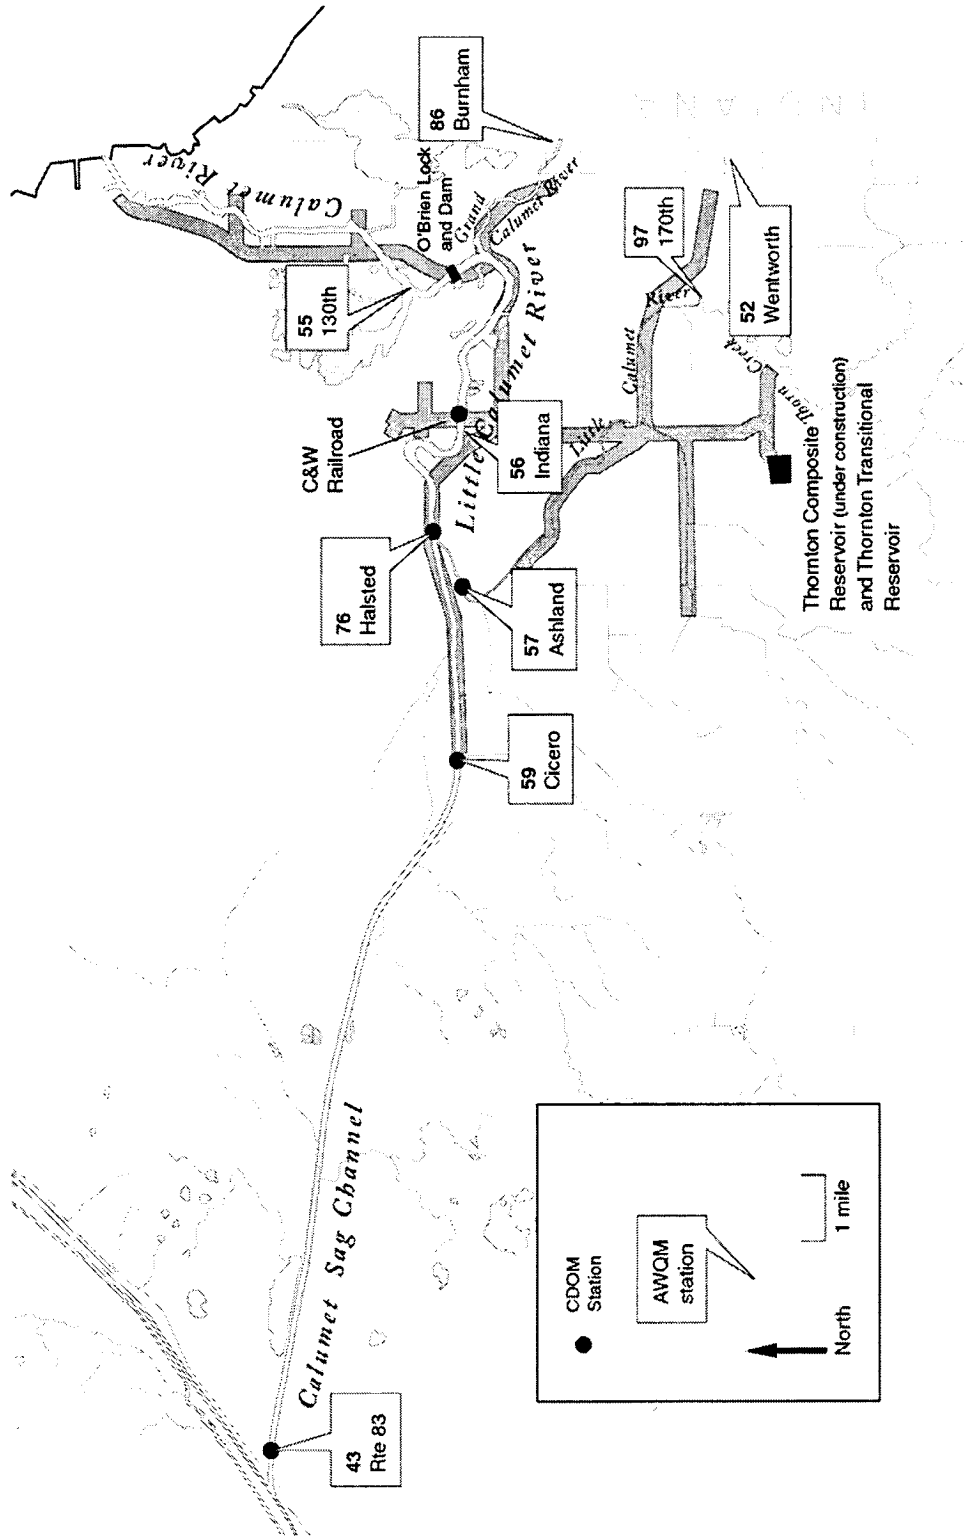 Calumet River
86
Burnham
O'Brien Lock
and Dam
Grand
Calumet River
55
130th
97
170th
52
Wentworth
C&W
Railroad
Little Calumet River
56
Indiana
Little
Calumet
River
Thorn
Creek
76
Halsted
57
Ashland
Thornton Composite
Reservoir (under construction)
and Thornton Transitional
Reservoir
59
Cicero
Calumet Sag Channel
43
Rte 83
CDOM
Station
AWQM
station
North
1 mile
INDIANA